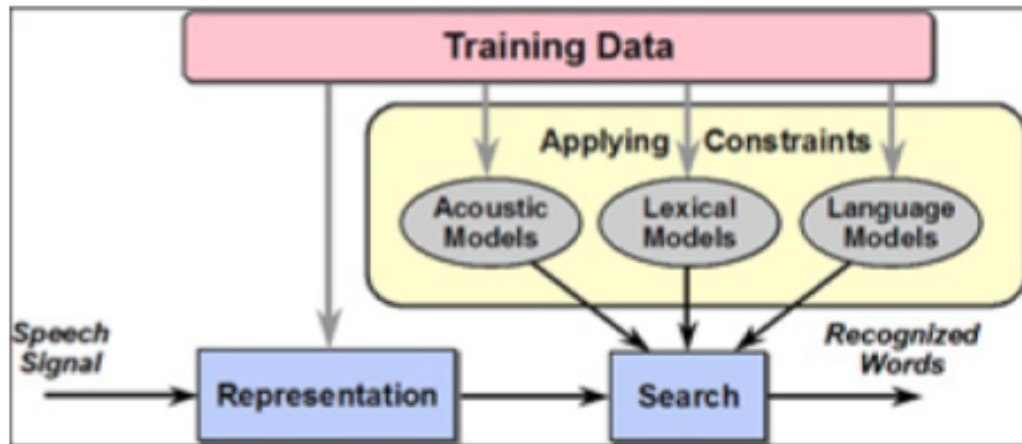 Training Data
Applying Constraints
Acoustic
Models
Lexical
Models
Language
Models
Speech
Signal
Recognized
Words
Representation
Search